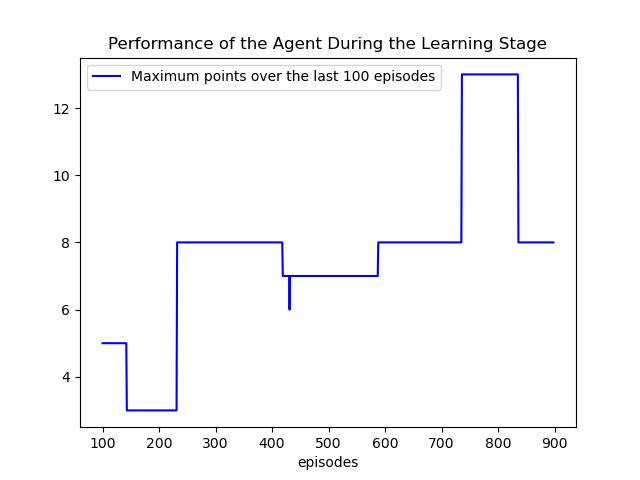 Performance of the Agent During the Learning Stage
Maximum points over the last 100 episodes
12
10
8
6
4
100 200 300 400 500 600 700 800 900
episodes